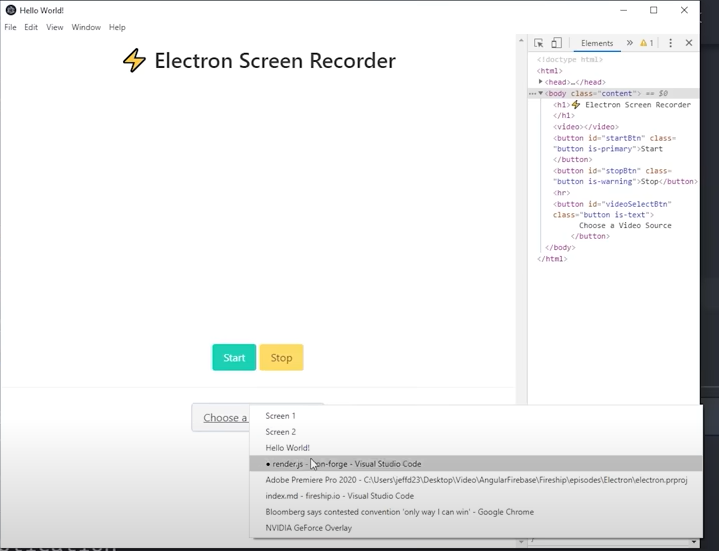 Hello World!
File Edit View Window Help
⚡ Electron Screen Recorder
Elements » ⚠ 1
<!doctype html>
<html>
▶<head>…</head>
… ▼<body class="content"> == $0
<h1>⚡ Electron Screen Recorder
</h1>
<video></video>
<button id="startBtn" class=
"button is-primary">Start
</button>
<button id="stopBtn" class=
"button is-warning">Stop</button>
<hr>
<button id="videoSelectBtn"
class="button is-text">
Choose a Video Source
</button>
</body>
</html>
Start Stop
Choose a
Screen 1
Screen 2
Hello World!
● render.js - -forge - Visual Studio Code
Adobe Premiere Pro 2020 - C:\Users\jeffd23\Desktop\Video\AngularFirebase\Fireship\episodes\Electron\electron.prproj
index.md - fireship.io - Visual Studio Code
Bloomberg says contested convention 'only way I can win' - Google Chrome
NVIDIA GeForce Overlay